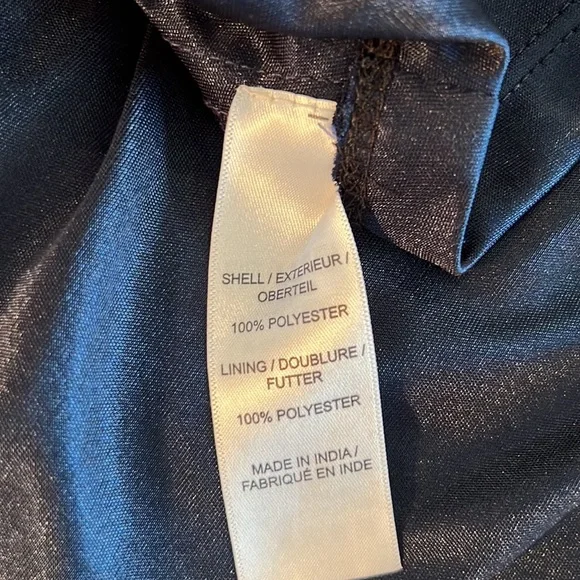 SHELL / EXTERIEUR /
OBERTEIL
100% POLYESTER
LINING / DOUBLURE /
FUTTER
100% POLYESTER
MADE IN INDIA /
FABRIQUÉ EN INDE